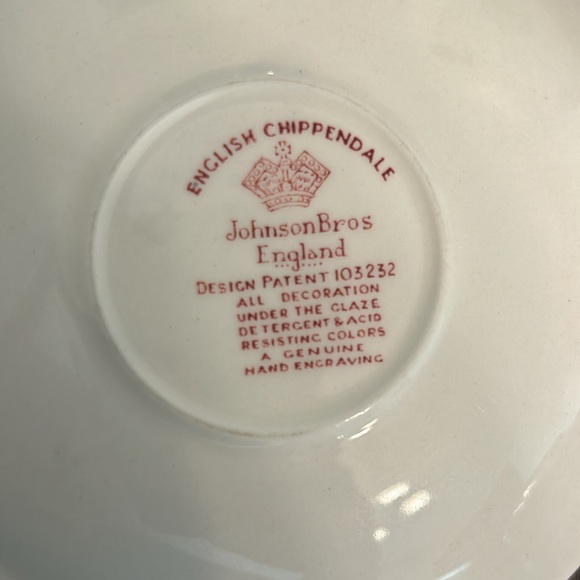 ENGLISH CHIPPENDALE
JohnsonBros
England
DESIGN PATENT 103232
ALL DECORATION
UNDER THE GLAZE
DETERGENT & ACID
RESISTING COLORS
A GENUINE
HAND ENGRAVING